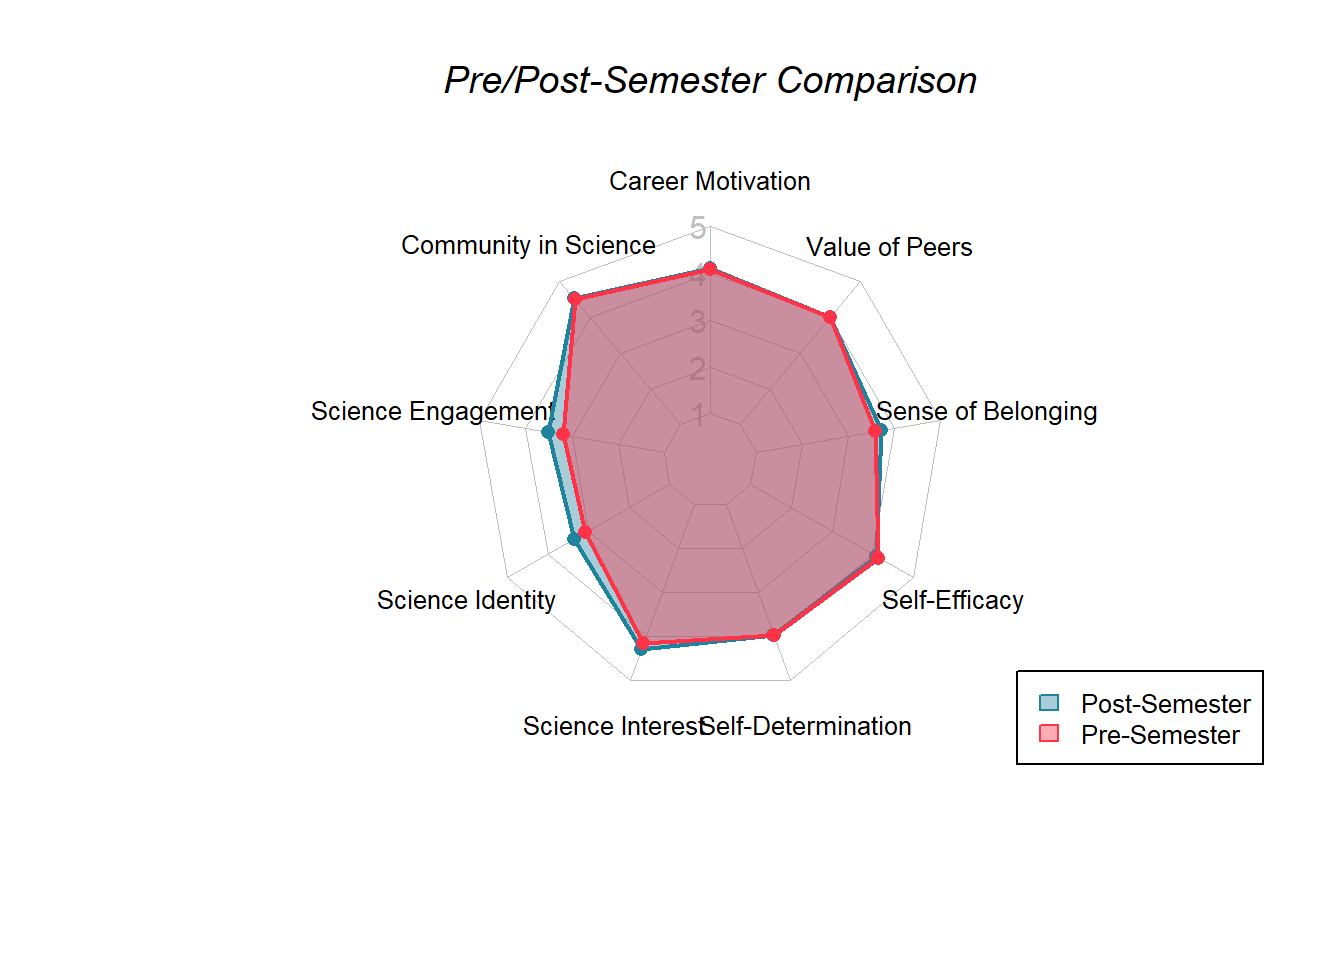 Pre/Post-Semester Comparison
Career Motivation
Community in Science
Value of Peers
5
4
3
2
1
Science Engagement
Sense of Belonging
Science Identity
Self-Efficacy
Science Interest
Self-Determination
Post-Semester
Pre-Semester